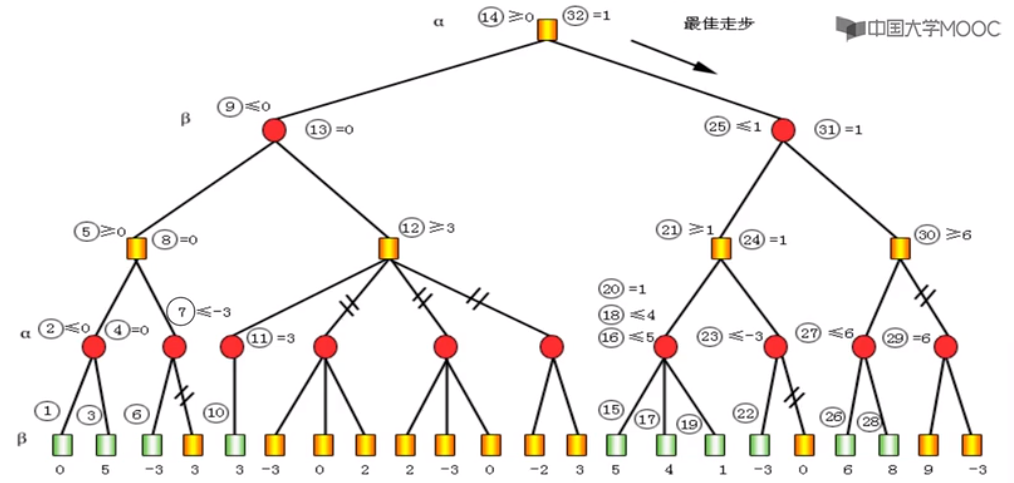 α ⑭ ≥0 ㉜ =1 最佳走步 中国大学MOOC
β ⑨ ≤0 ⑬ =0 ㉕ ≤1 ㉛ =1
⑤ ≥0 ⑧ =0 ⑫ ≥3 ㉑ ≥1 ㉔ =1 ㉚ ≥6
⑳ =1
⑦ ≤-3 ⑱ ≤4
α ② ≤0 ④ =0 ⑪ =3 ⑯ ≤5 ㉓ ≤-3 ㉗ ≤6 ㉙ =6
① ③ ⑥ ⑩ ⑮ ⑰ ⑲ ㉒ ㉖ ㉘
β
0 5 -3 3 3 -3 0 2 2 -3 0 -2 3 5 4 1 -3 0 6 8 9 -3